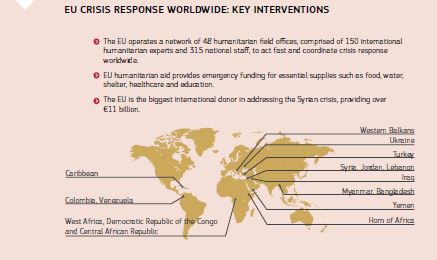 EU CRISIS RESPONSE WORLDWIDE: KEY INTERVENTIONS
The EU operates a network of 48 humanitarian field offices, comprised of 150 international
humanitarian experts and 315 national staff, to act fast and coordinate crisis response
worldwide.
EU humanitarian aid provides emergency funding for essential supplies such as food, water,
shelter, healthcare and education.
The EU is the biggest international donor in addressing the Syrian crisis, providing over
€11 billion.
Western Balkans
Ukraine
Turkey
Syria, Jordan, Lebanon
Iraq
Myanmar, Bangladesh
Yemen
Horn of Africa
Caribbean
Colombia, Venezuela
West Africa, Democratic Republic of the Congo
and Central African Republic